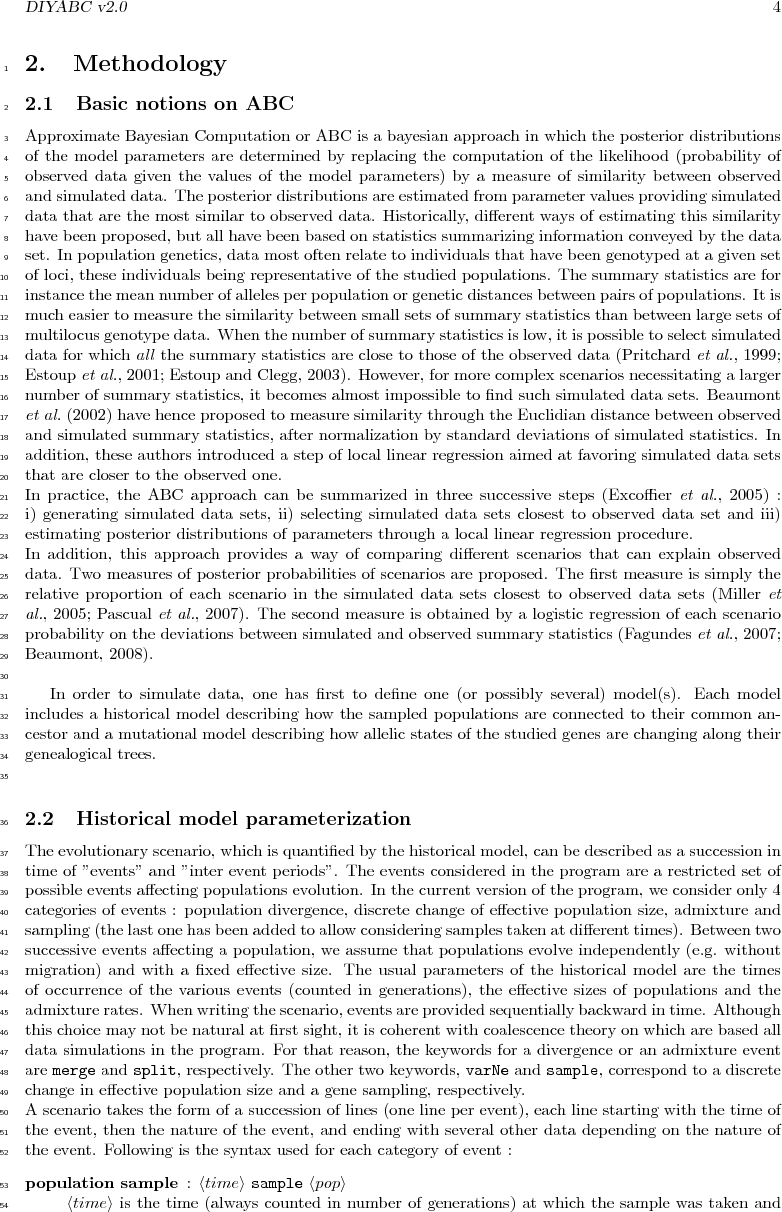 DIYABC v2.0 4
1 2. Methodology
2 2.1 Basic notions on ABC
3 Approximate Bayesian Computation or ABC is a bayesian approach in which the posterior distributions
4 of the model parameters are determined by replacing the computation of the likelihood (probability of
5 observed data given the values of the model parameters) by a measure of similarity between observed
6 and simulated data. The posterior distributions are estimated from parameter values providing simulated
7 data that are the most similar to observed data. Historically, different ways of estimating this similarity
8 have been proposed, but all have been based on statistics summarizing information conveyed by the data
9 set. In population genetics, data most often relate to individuals that have been genotyped at a given set
10 of loci, these individuals being representative of the studied populations. The summary statistics are for
11 instance the mean number of alleles per population or genetic distances between pairs of populations. It is
12 much easier to measure the similarity between small sets of summary statistics than between large sets of
13 multilocus genotype data. When the number of summary statistics is low, it is possible to select simulated
14 data for which all the summary statistics are close to those of the observed data (Pritchard et al., 1999;
15 Estoup et al., 2001; Estoup and Clegg, 2003). However, for more complex scenarios necessitating a larger
16 number of summary statistics, it becomes almost impossible to find such simulated data sets. Beaumont
17 et al. (2002) have hence proposed to measure similarity through the Euclidian distance between observed
18 and simulated summary statistics, after normalization by standard deviations of simulated statistics. In
19 addition, these authors introduced a step of local linear regression aimed at favoring simulated data sets
20 that are closer to the observed one.
21 In practice, the ABC approach can be summarized in three successive steps (Excoffier et al., 2005) :
22 i) generating simulated data sets, ii) selecting simulated data sets closest to observed data set and iii)
23 estimating posterior distributions of parameters through a local linear regression procedure.
24 In addition, this approach provides a way of comparing different scenarios that can explain observed
25 data. Two measures of posterior probabilities of scenarios are proposed. The first measure is simply the
26 relative proportion of each scenario in the simulated data sets closest to observed data sets (Miller et
27 al., 2005; Pascual et al., 2007). The second measure is obtained by a logistic regression of each scenario
28 probability on the deviations between simulated and observed summary statistics (Fagundes et al., 2007;
29 Beaumont, 2008).
30
31 In order to simulate data, one has first to define one (or possibly several) model(s). Each model
32 includes a historical model describing how the sampled populations are connected to their common an-
33 cestor and a mutational model describing how allelic states of the studied genes are changing along their
34 genealogical trees.
35
36 2.2 Historical model parameterization
37 The evolutionary scenario, which is quantified by the historical model, can be described as a succession in
38 time of ”events” and ”inter event periods”. The events considered in the program are a restricted set of
39 possible events affecting populations evolution. In the current version of the program, we consider only 4
40 categories of events : population divergence, discrete change of effective population size, admixture and
41 sampling (the last one has been added to allow considering samples taken at different times). Between two
42 successive events affecting a population, we assume that populations evolve independently (e.g. without
43 migration) and with a fixed effective size. The usual parameters of the historical model are the times
44 of occurrence of the various events (counted in generations), the effective sizes of populations and the
45 admixture rates. When writing the scenario, events are provided sequentially backward in time. Although
46 this choice may not be natural at first sight, it is coherent with coalescence theory on which are based all
47 data simulations in the program. For that reason, the keywords for a divergence or an admixture event
48 are merge and split, respectively. The other two keywords, varNe and sample, correspond to a discrete
49 change in effective population size and a gene sampling, respectively.
50 A scenario takes the form of a succession of lines (one line per event), each line starting with the time of
51 the event, then the nature of the event, and ending with several other data depending on the nature of
52 the event. Following is the syntax used for each category of event :
53 population sample : ⟨time⟩ sample ⟨pop⟩
54 ⟨time⟩ is the time (always counted in number of generations) at which the sample was taken and